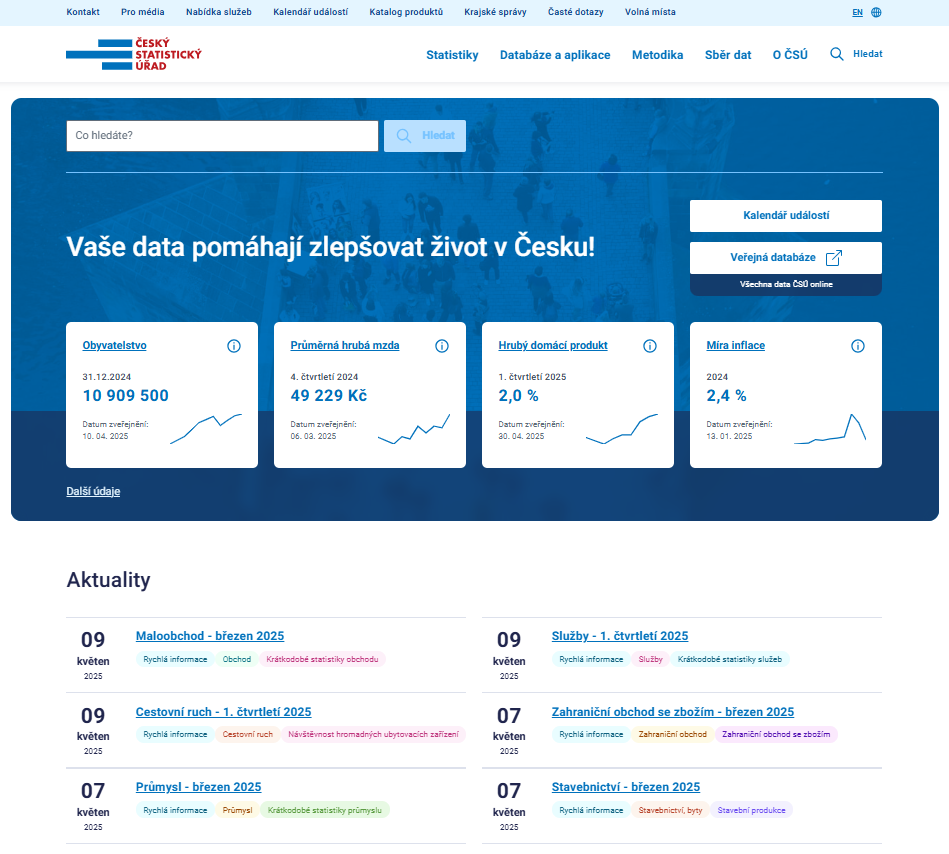 Kontakt Pro média Nabídka služeb Kalendář událostí Katalog produktů Krajské správy Časté dotazy Volná místa EN
ČESKÝ
STATISTICKÝ
ÚŘAD
Statistiky Databáze a aplikace Metodika Sběr dat O ČSÚ Hledat
Co hledáte? Hledat
Kalendář událostí
Vaše data pomáhají zlepšovat život v Česku!
Veřejná databáze
Všechna data ČSÚ online
Obyvatelstvo
31.12.2024
10 909 500
Datum zveřejnění:
10. 04. 2025
Průměrná hrubá mzda
4. čtvrtletí 2024
49 229 Kč
Datum zveřejnění:
06. 03. 2025
Hrubý domácí produkt
1. čtvrtletí 2025
2,0 %
Datum zveřejnění:
30. 04. 2025
Míra inflace
2024
2,4 %
Datum zveřejnění:
13. 01. 2025
Další údaje
Aktuality
09
květen
2025
Maloobchod - březen 2025
Rychlá informace Obchod Krátkodobé statistiky obchodu
09
květen
2025
Služby - 1. čtvrtletí 2025
Rychlá informace Služby Krátkodobé statistiky služeb
09
květen
2025
Cestovní ruch - 1. čtvrtletí 2025
Rychlá informace Cestovní ruch Návštěvnost hromadných ubytovacích zařízení
07
květen
2025
Zahraniční obchod se zbožím - březen 2025
Rychlá informace Zahraniční obchod Zahraniční obchod se zbožím
07
květen
2025
Průmysl - březen 2025
Rychlá informace Průmysl Krátkodobé statistiky průmyslu
07
květen
2025
Stavebnictví - březen 2025
Rychlá informace Stavebnictví, byty Stavební produkce